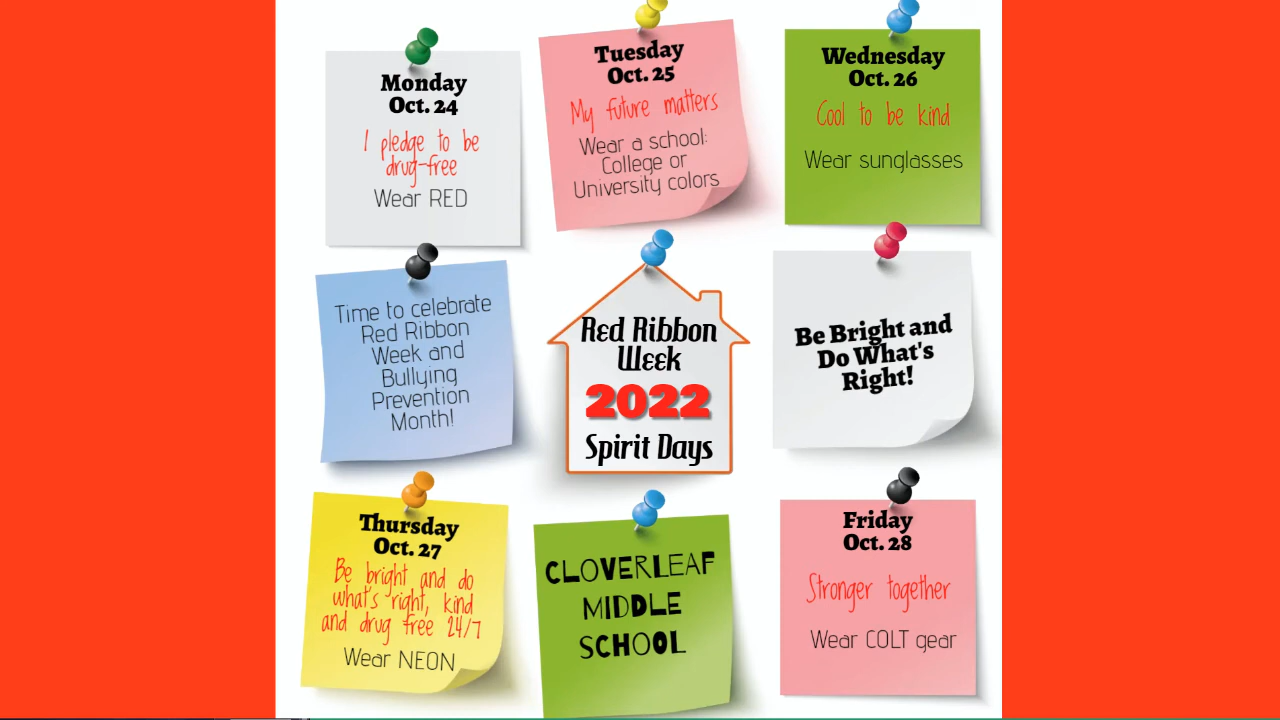 Monday
Oct. 24
I pledge to be
drug-free
Wear RED
Tuesday
Oct. 25
My future matters
Wear a school:
College or
University colors
Wednesday
Oct. 26
Cool to be kind
Wear sunglasses
Time to celebrate
Red Ribbon
Week and
Bullying
Prevention
Month!
Red Ribbon
Week
2022
Spirit Days
Be Bright and
Do What's
Right!
Thursday
Oct. 27
Be bright and do
what's right, kind
and drug free 24/7
Wear NEON
CLOVERLEAF
MIDDLE
SCHOOL
Friday
Oct. 28
Stronger together
Wear COLT gear